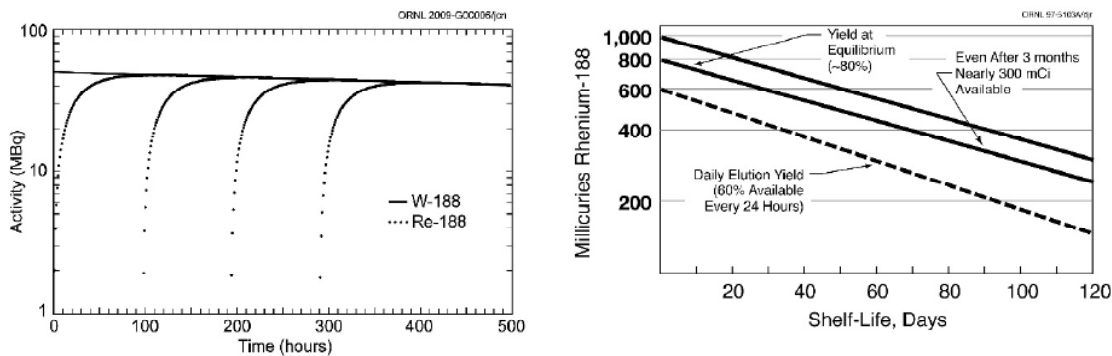 ORNL 2009-G00006/jcn
100
10
1
Activity (MBq)
W-188
Re-188
0
100
200
300
400
500
Time (hours)
ORNL 97-5103A/djr
1,000
800
600
400
200
Millicuries Rhenium-188
Yield at
Equilibrium
(~80%)
Even After 3 months
Nearly 300 mCi
Available
Daily Elution Yield
(60% Available
Every 24 Hours)
20
40
60
80
100
120
Shelf-Life, Days